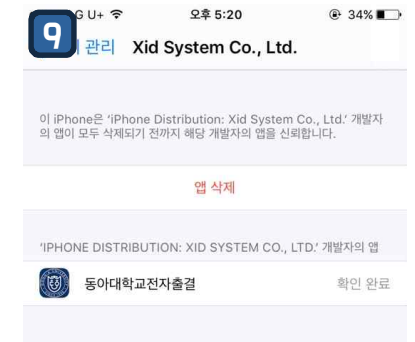 9
G U+ 오후 5:20 34%
관리 Xid System Co., Ltd.
이 iPhone은 ‘iPhone Distribution: Xid System Co., Ltd.’ 개발자
의 앱이 모두 삭제되기 전까지 해당 개발자의 앱을 신뢰합니다.
앱 삭제
‘IPHONE DISTRIBUTION: XID SYSTEM CO., LTD.’ 개발자의 앱
동아대학교전자출결 확인 완료